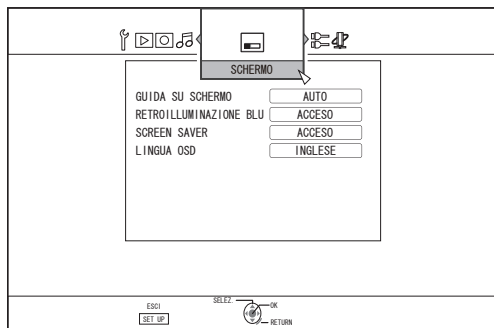 SCHERMO
GUIDA SU SCHERMO AUTO
RETROILLUMINAZIONE BLU ACCESO
SCREEN SAVER ACCESO
LINGUA OSD INGLESE
ESCI
SET UP
SELEZ.
OK
RETURN